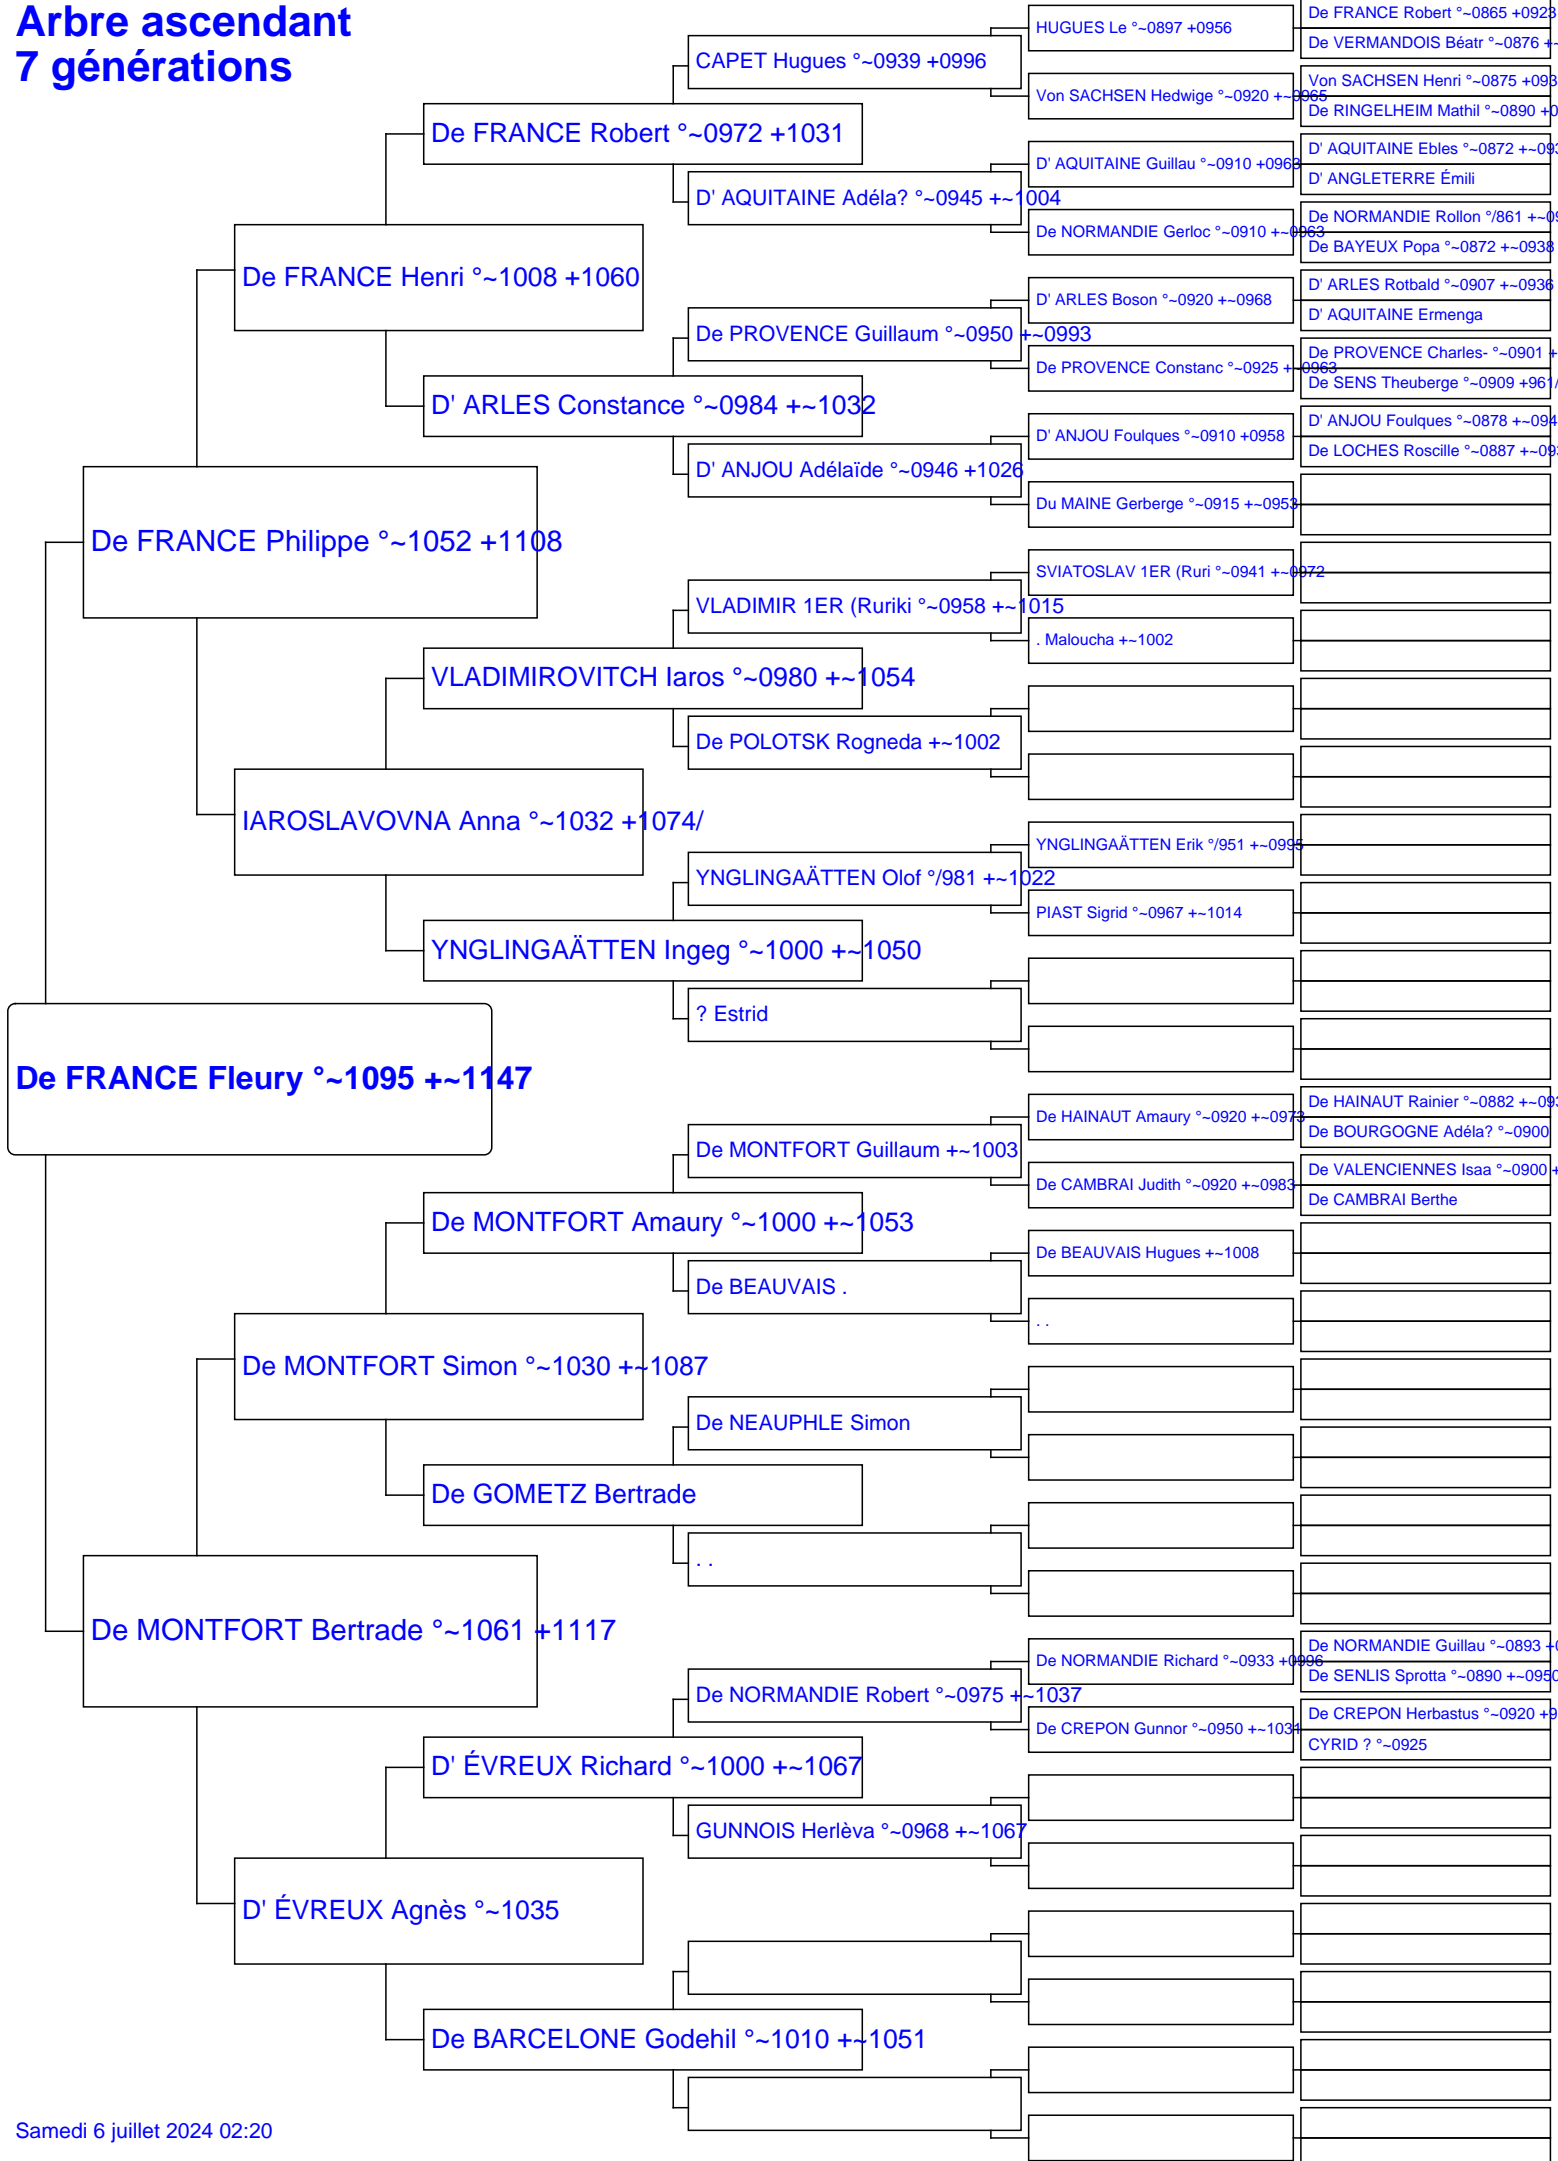 Arbre ascendant
7 générations
De FRANCE Fleury °~1095 +~1147
De FRANCE Philippe °~1052 +1108
De MONTFORT Bertrade °~1061 +1117
De FRANCE Henri °~1008 +1060
IAROSLAVOVNA Anna °~1032 +1074/
De MONTFORT Simon °~1030 +~1087
D' ÉVREUX Agnès °~1035
De FRANCE Robert °~0972 +1031
D' ARLES Constance °~0984 +~1032
VLADIMIROVITCH Iaros °~0980 +~1054
YNGLINGAÄTTEN Ingeg °~1000 +~1050
De MONTFORT Amaury °~1000 +~1053
De GOMETZ Bertrade
D' ÉVREUX Richard °~1000 +~1067
De BARCELONE Godehil °~1010 +~1051
CAPET Hugues °~0939 +0996
D' AQUITAINE Adéla? °~0945 +~1004
De PROVENCE Guillaum °~0950 +~0993
D' ANJOU Adélaïde °~0946 +1026
VLADIMIR 1ER (Ruriki °~0958 +~1015
De POLOTSK Rogneda +~1002
YNGLINGAÄTTEN Olof °/981 +~1022
? Estrid
De MONTFORT Guillaum +~1003
De BEAUVAIS .
De NEAUPHLE Simon
. .
De NORMANDIE Robert °~0975 +~1037
GUNNOIS Herlèva °~0968 +~1067
HUGUES Le °~0897 +0956
Von SACHSEN Hedwige °~0920 +~0965
D' AQUITAINE Guillau °~0910 +0963
De NORMANDIE Gerloc °~0910 +~0963
D' ARLES Boson °~0920 +~0968
De PROVENCE Constanc °~0925 +~0963
D' ANJOU Foulques °~0910 +0958
Du MAINE Gerberge °~0915 +~0953
SVIATOSLAV 1ER (Ruri °~0941 +~0972
. Maloucha +~1002
YNGLINGAÄTTEN Erik °/951 +~0995
PIAST Sigrid °~0967 +~1014
De HAINAUT Amaury °~0920 +~0973
De CAMBRAI Judith °~0920 +~0983
De BEAUVAIS Hugues +~1008
. .
De NORMANDIE Richard °~0933 +0996
De CREPON Gunnor °~0950 +~1031
De FRANCE Robert °~0865 +0923
De VERMANDOIS Béatr °~0876 +~
Von SACHSEN Henri °~0875 +093
De RINGELHEIM Mathil °~0890 +0
D' AQUITAINE Ebles °~0872 +~093
D' ANGLETERRE Émili
De NORMANDIE Rollon °/861 +~09
De BAYEUX Popa °~0872 +~0938
D' ARLES Rotbald °~0907 +~0936
D' AQUITAINE Ermenga
De PROVENCE Charles- °~0901 +
De SENS Theuberge °~0909 +961/
D' ANJOU Foulques °~0878 +~094
De LOCHES Roscille °~0887 +~093
De HAINAUT Rainier °~0882 +~093
De BOURGOGNE Adéla? °~0900
De VALENCIENNES Isaa °~0900 +
De CAMBRAI Berthe
De NORMANDIE Guillau °~0893 +0
De SENLIS Sprotta °~0890 +~0950
De CREPON Herbastus °~0920 +9
CYRID ? °~0925
Samedi 6 juillet 2024 02:20